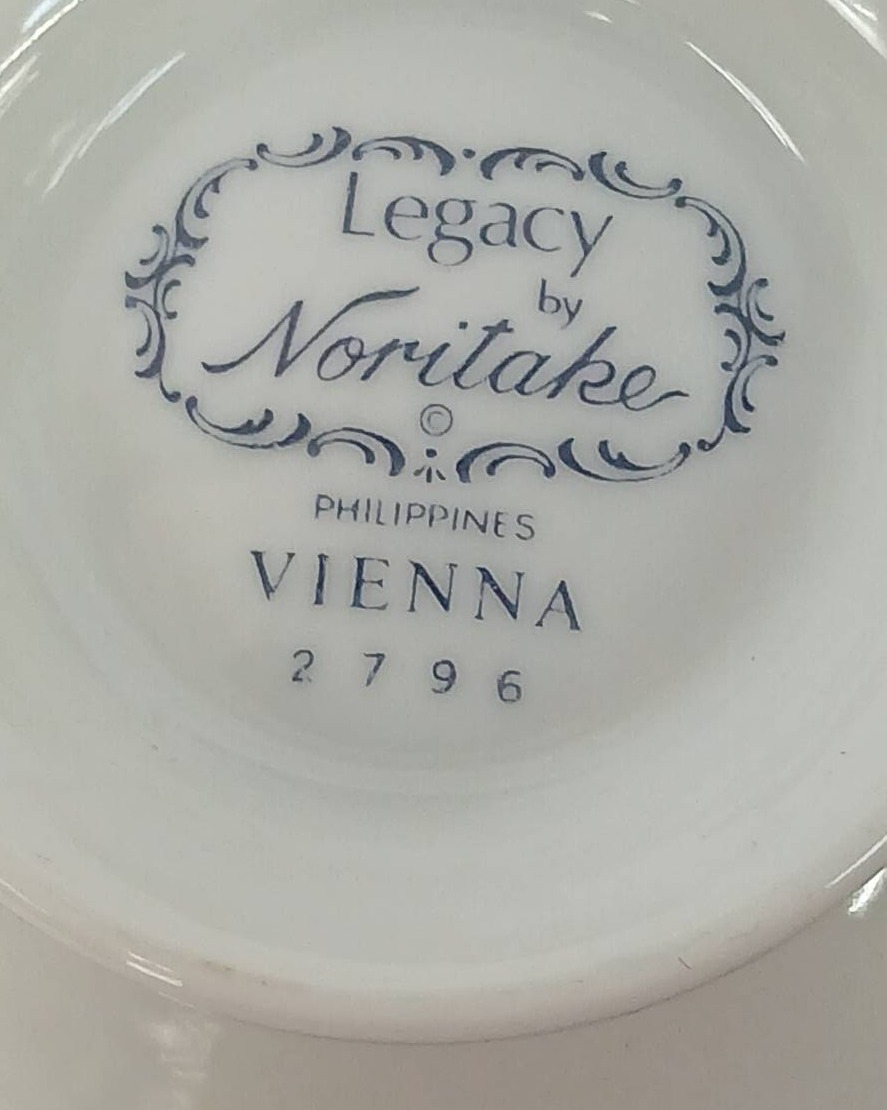 Legacy
by
Noritake
©
PHILIPPINES
VIENNA
2796